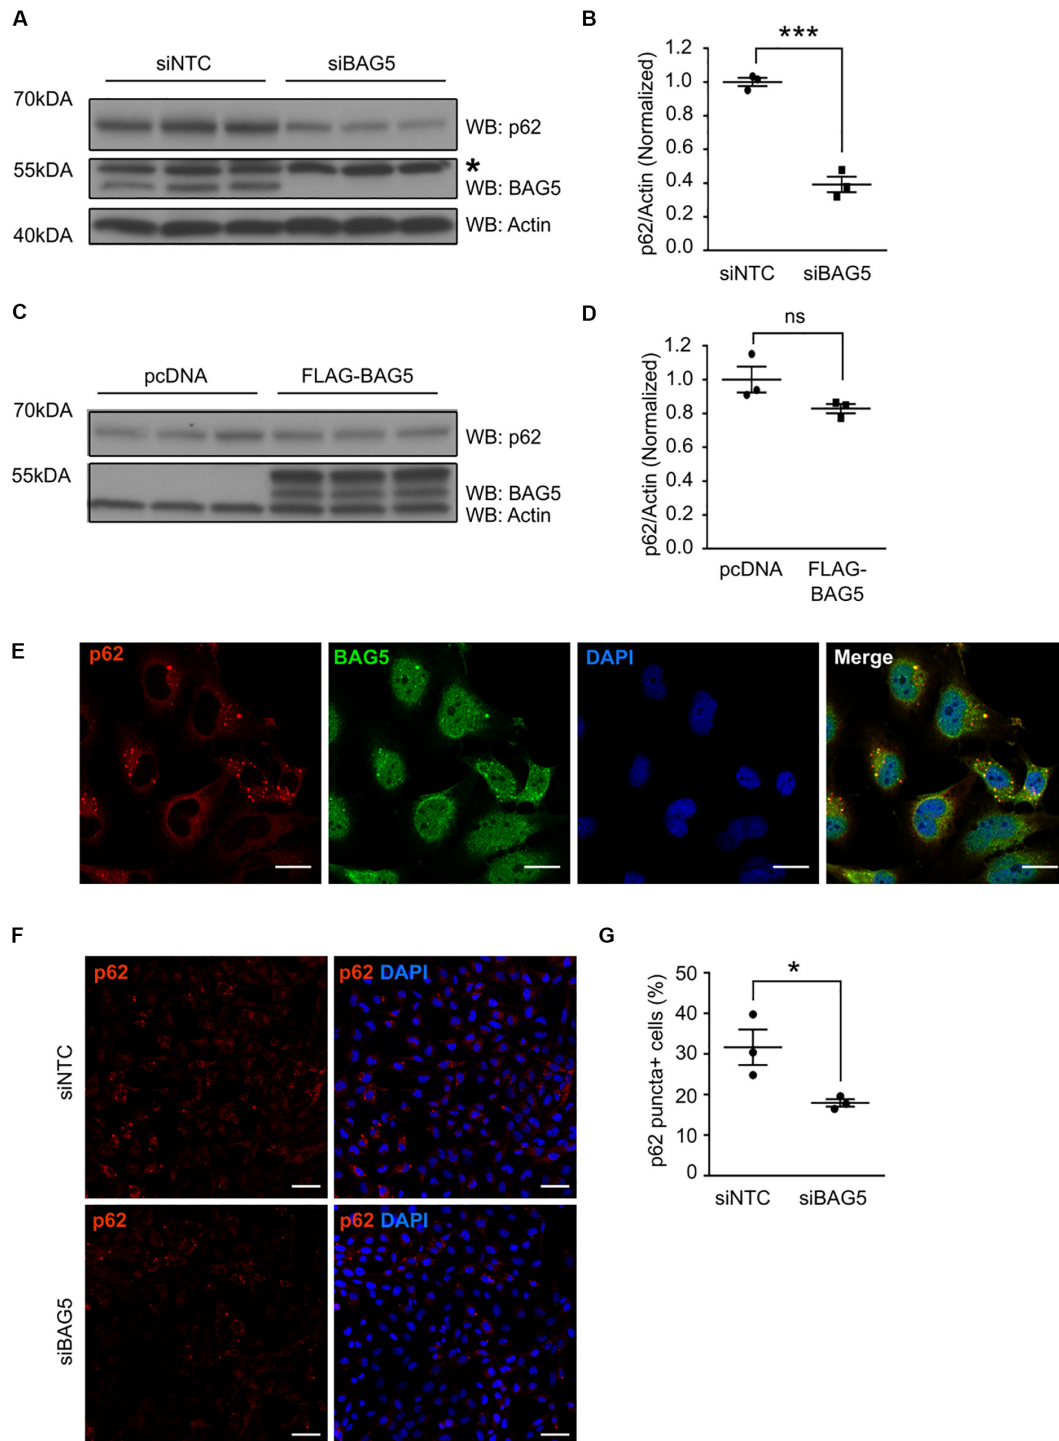 A
siNTC siBAG5
70kDA
WB: p62
55kDA
*
WB: BAG5
40kDA
WB: Actin
B
***
p62/Actin (Normalized)
1.2
1.0
0.8
0.6
0.4
0.2
0.0
siNTC siBAG5
C
pcDNA FLAG-BAG5
70kDA
WB: p62
55kDA
WB: BAG5
WB: Actin
D
ns
p62/Actin (Normalized)
1.2
1.0
0.8
0.6
0.4
0.2
0.0
pcDNA FLAG-
BAG5
E
p62
BAG5
DAPI
Merge
F
siNTC
p62
p62 DAPI
siBAG5
p62
p62 DAPI
G
*
p62 puncta+ cells (%)
50
40
30
20
10
0
siNTC siBAG5